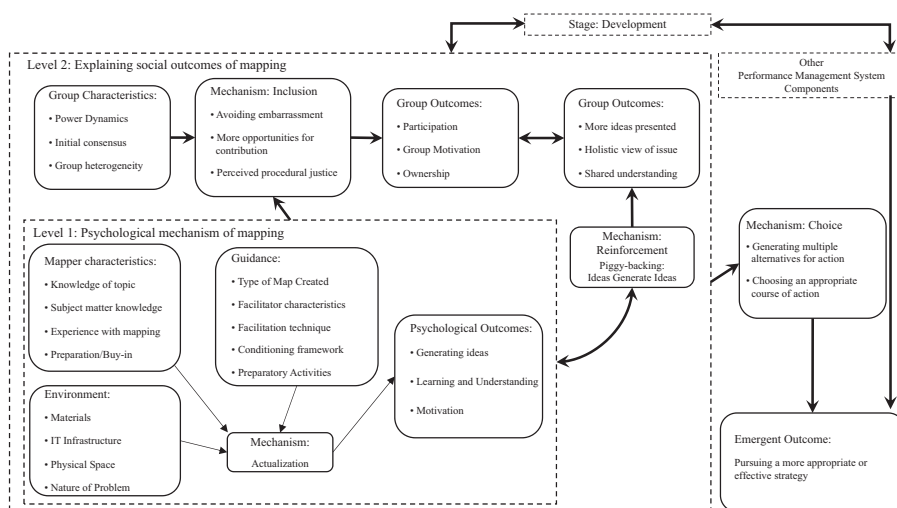 Stage: Development
Level 2: Explaining social outcomes of mapping
Other
Performance Management System
Components
Group Characteristics:
• Power Dynamics
• Initial consensus
• Group heterogeneity
Mechanism: Inclusion
• Avoiding embarrassment
• More opportunities for
contribution
• Perceived procedural justice
Group Outcomes:
• Participation
• Group Motivation
• Ownership
Group Outcomes:
• More ideas presented
• Holistic view of issue
• Shared understanding
Level 1: Psychological mechanism of mapping
Mapper characteristics:
• Knowledge of topic
• Subject matter knowledge
• Experience with mapping
• Preparation/Buy-in
Guidance:
• Type of Map Created
• Facilitator characteristics
• Facilitation technique
• Conditioning framework
• Preparatory Activities
Mechanism:
Reinforcement
Piggy-backing:
Ideas Generate Ideas
Mechanism: Choice
• Generating multiple
alternatives for action
• Choosing an appropriate
course of action
Psychological Outcomes:
• Generating ideas
• Learning and Understanding
• Motivation
Environment:
• Materials
• IT Infrastructure
• Physical Space
• Nature of Problem
Mechanism:
Actualization
Emergent Outcome:
Pursuing a more appropriate or
effective strategy